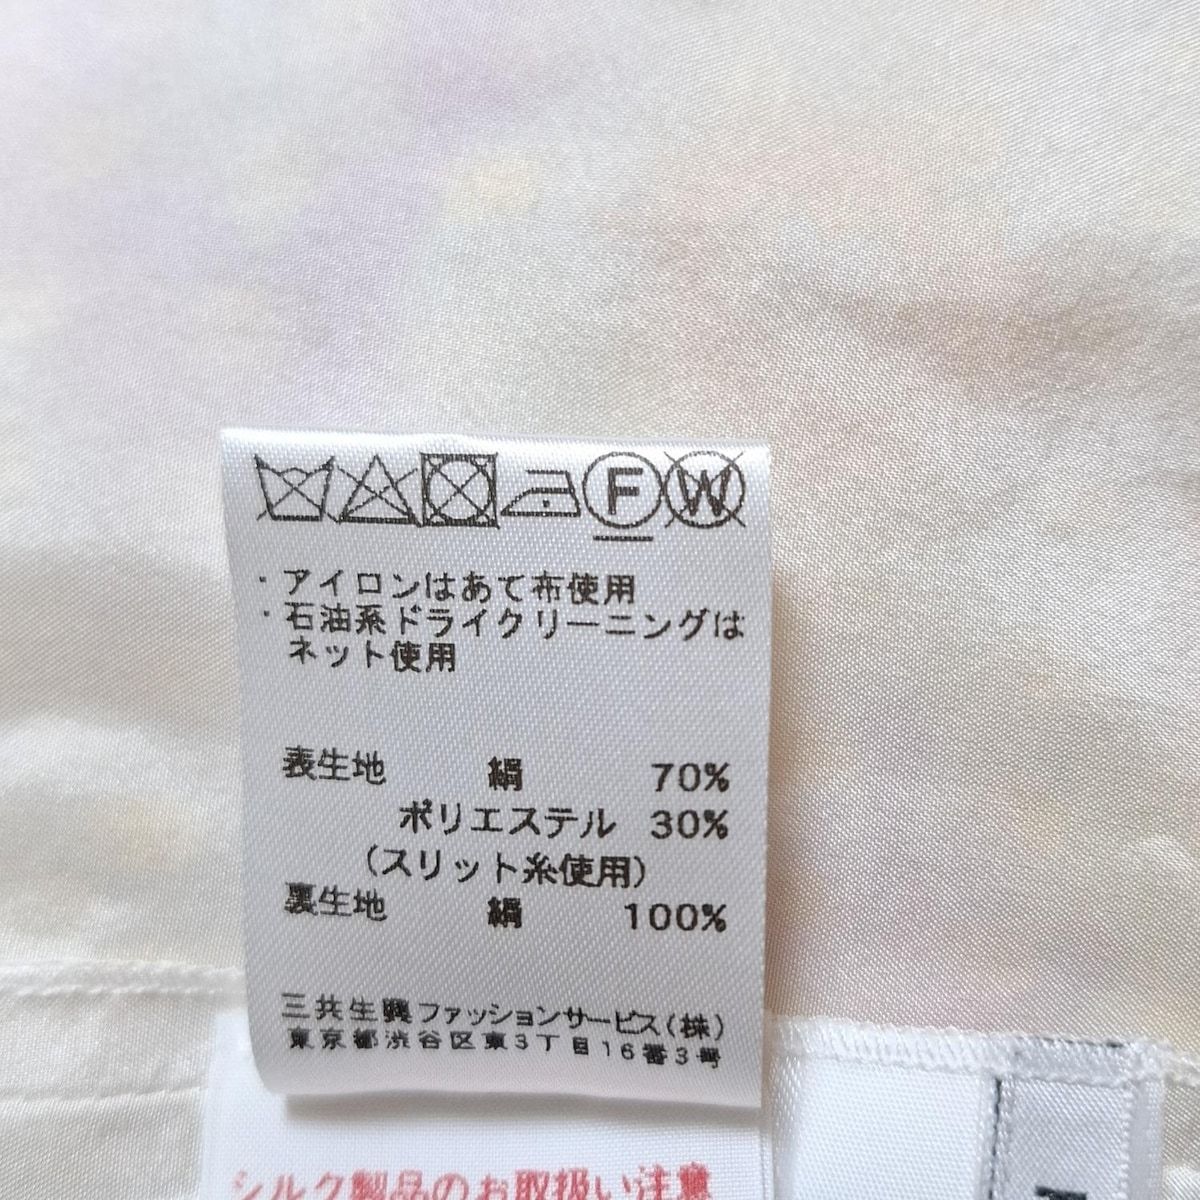 F W
・アイロンはあて布使用
・石油系ドライクリーニングは
ネット使用
表生地 絹 70%
ポリエステル 30%
(スリット糸使用)
裏生地 絹 100%
三共生興ファッションサービス(株)
東京都渋谷区東3丁目16番3号
シルク製品のお取扱い注意